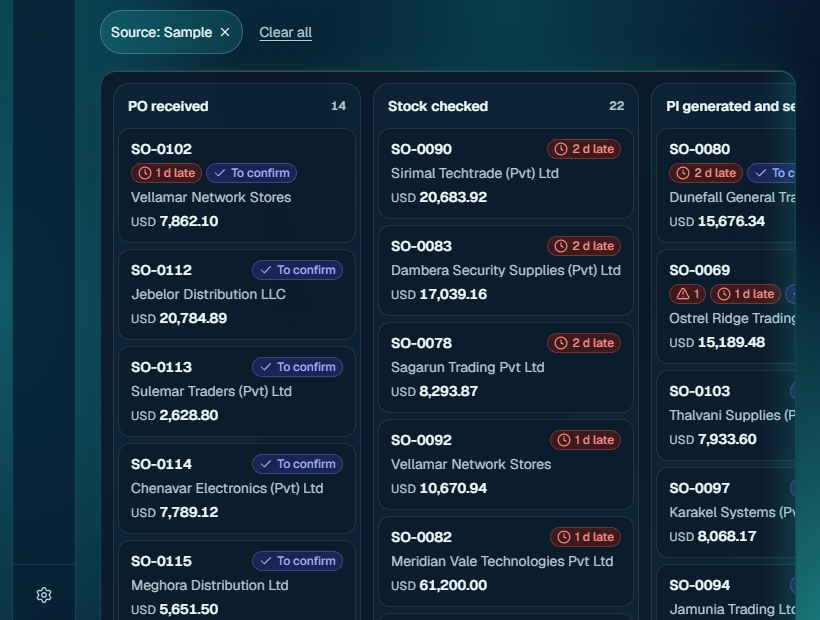 Source: Sample ×
Clear all
PO received 14
SO-0102
1 d late To confirm
Vellamar Network Stores
USD 7,862.10
SO-0112 To confirm
Jebelor Distribution LLC
USD 20,784.89
SO-0113 To confirm
Sulemar Traders (Pvt) Ltd
USD 2,628.80
SO-0114 To confirm
Chenavar Electronics (Pvt) Ltd
USD 7,789.12
SO-0115 To confirm
Meghora Distribution Ltd
USD 5,651.50
Stock checked 22
SO-0090 2 d late
Sirimal Techtrade (Pvt) Ltd
USD 20,683.92
SO-0083 2 d late
Dambera Security Supplies (Pvt) Ltd
USD 17,039.16
SO-0078 2 d late
Sagarun Trading Pvt Ltd
USD 8,293.87
SO-0092 1 d late
Vellamar Network Stores
USD 10,670.94
SO-0082 1 d late
Meridian Vale Technologies Pvt Ltd
USD 61,200.00
PI generated and se
SO-0080
2 d late To c
Dunefall General Tra
USD 15,676.34
SO-0069
1 1 d late
Ostrel Ridge Trading
USD 15,189.48
SO-0103
Thalvani Supplies (P
USD 7,933.60
SO-0097
Karakel Systems (Pv
USD 8,068.17
SO-0094
Jamunia Trading Ltd